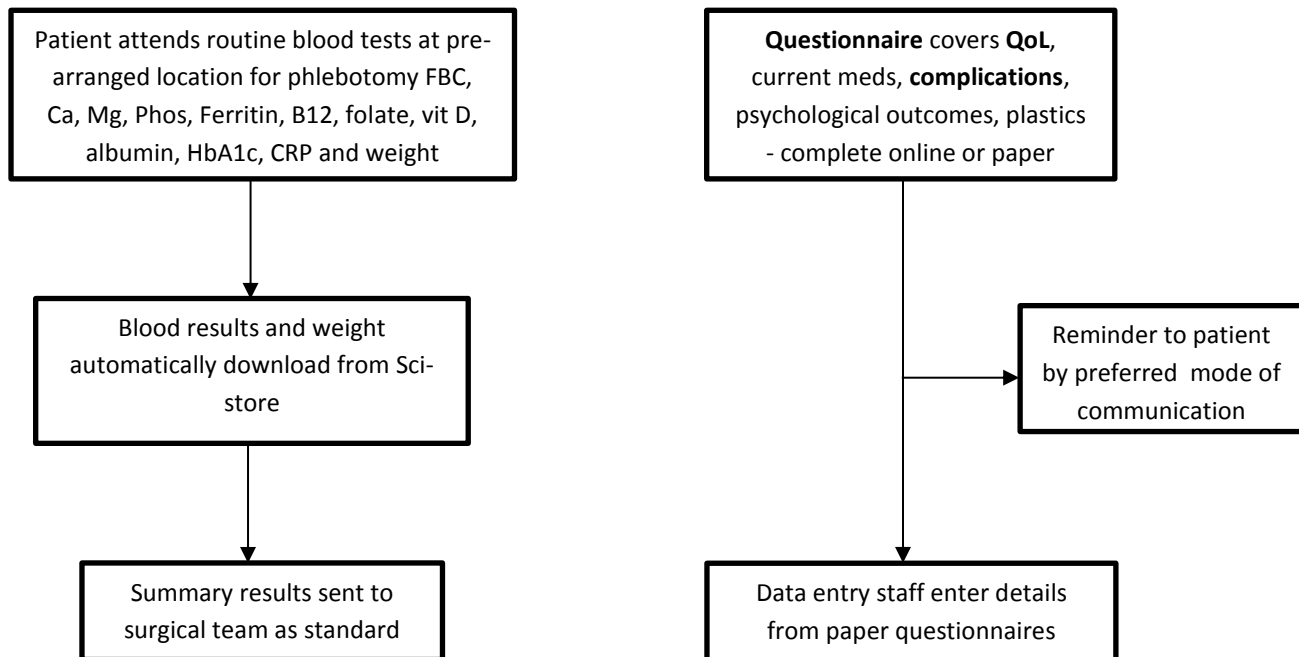 Patient attends routine blood tests at pre-
arranged location for phlebotomy FBC,
Ca, Mg, Phos, Ferritin, B12, folate, vit D,
albumin, HbA1c, CRP and weight
Blood results and weight
automatically download from Sci-
store
Summary results sent to
surgical team as standard
Questionnaire covers QoL,
current meds, complications,
psychological outcomes, plastics
- complete online or paper
Reminder to patient
by preferred mode of
communication
Data entry staff enter details
from paper questionnaires